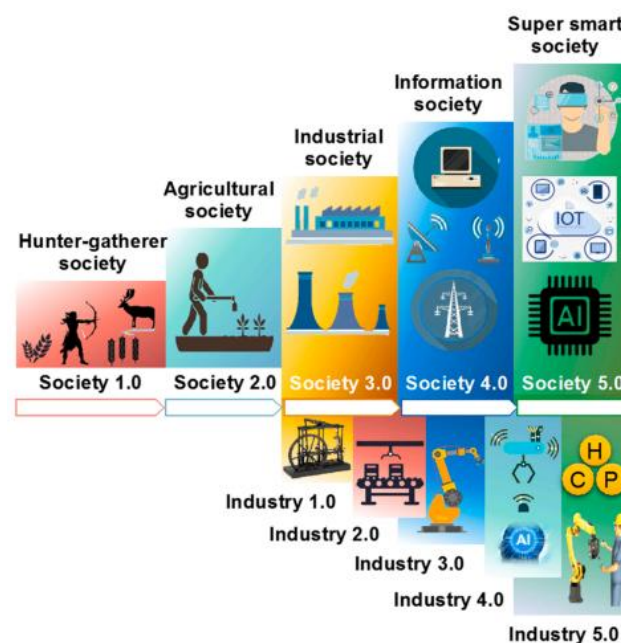 Super smart
society
Information
society
Industrial
society
Agricultural
society
Hunter-gatherer
society
IOT
AI
Society 1.0
Society 2.0
Society 3.0
Society 4.0
Society 5.0
H
C P
AI
Industry 1.0
Industry 2.0
Industry 3.0
Industry 4.0
Industry 5.0